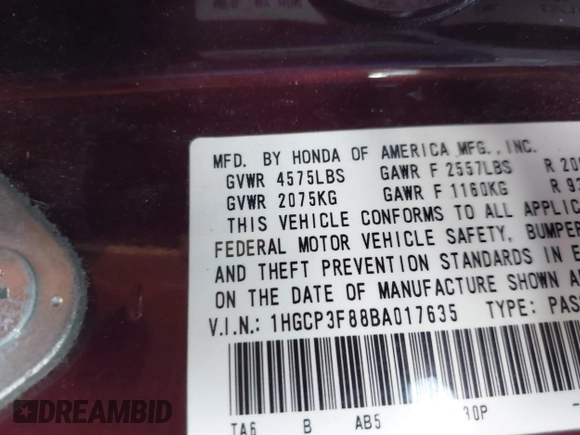 MFD. BY HONDA OF AMERICA MFG., INC.
GVWR 4575LBS GAWR F 2557LBS R 20
GVWR 2075KG GAWR F 1160KG R 9
THIS VEHICLE CONFORMS TO ALL APPLIC
FEDERAL MOTOR VEHICLE SAFETY, BUMPER
AND THEFT PREVENTION STANDARDS IN E
ON THE DATE OF MANUFACTURE SHOWN A
V.I.N.: 1HGCP3F88BA017635 TYPE: PAS
TA6 B AB5 30P
DREAMBID